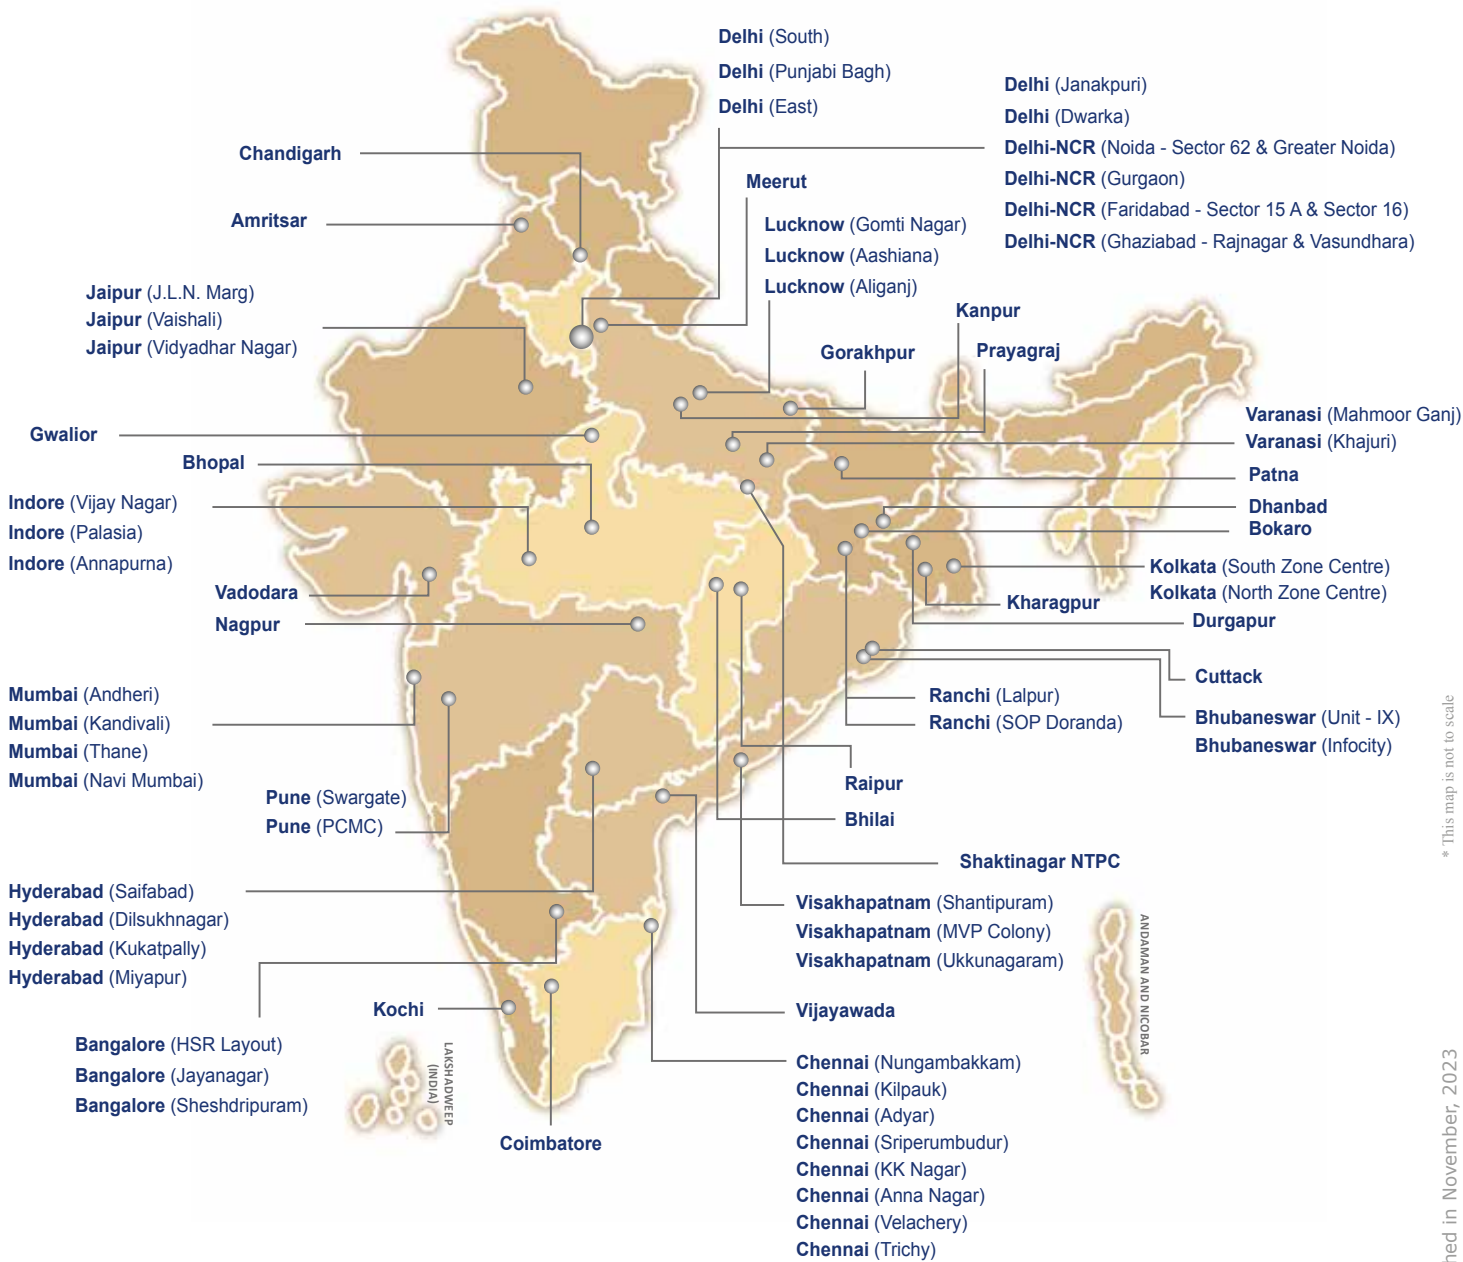 Delhi (South)
Delhi (Punjabi Bagh)
Delhi (East)
Delhi (Janakpuri)
Delhi (Dwarka)
Delhi-NCR (Noida - Sector 62 & Greater Noida)
Delhi-NCR (Gurgaon)
Delhi-NCR (Faridabad - Sector 15 A & Sector 16)
Delhi-NCR (Ghaziabad - Rajnagar & Vasundhara)
Chandigarh
Amritsar
Meerut
Lucknow (Gomti Nagar)
Lucknow (Aashiana)
Lucknow (Aliganj)
Jaipur (J.L.N. Marg)
Jaipur (Vaishali)
Jaipur (Vidyadhar Nagar)
Kanpur
Gorakhpur
Prayagraj
Varanasi (Mahmoor Ganj)
Varanasi (Khajuri)
Gwalior
Bhopal
Patna
Indore (Vijay Nagar)
Indore (Palasia)
Indore (Annapurna)
Dhanbad
Bokaro
Kolkata (South Zone Centre)
Kolkata (North Zone Centre)
Vadodara
Kharagpur
Nagpur
Durgapur
Cuttack
Mumbai (Andheri)
Mumbai (Kandivali)
Mumbai (Thane)
Mumbai (Navi Mumbai)
Ranchi (Lalpur)
Ranchi (SOP Doranda)
Bhubaneswar (Unit - IX)
Bhubaneswar (Infocity)
Raipur
Pune (Swargate)
Pune (PCMC)
Bhilai
Shaktinagar NTPC
Hyderabad (Saifabad)
Hyderabad (Dilsukhnagar)
Hyderabad (Kukatpally)
Hyderabad (Miyapur)
Visakhapatnam (Shantipuram)
Visakhapatnam (MVP Colony)
Visakhapatnam (Ukkunagaram)
Kochi
Vijayawada
Bangalore (HSR Layout)
Bangalore (Jayanagar)
Bangalore (Sheshdripuram)
LAKSHADWEEP
(INDIA)
ANDAMAN AND NICOBAR
Coimbatore
Chennai (Nungambakkam)
Chennai (Kilpauk)
Chennai (Adyar)
Chennai (Sriperumbudur)
Chennai (KK Nagar)
Chennai (Anna Nagar)
Chennai (Velachery)
Chennai (Trichy)
* This map is not to scale
hed in November, 2023